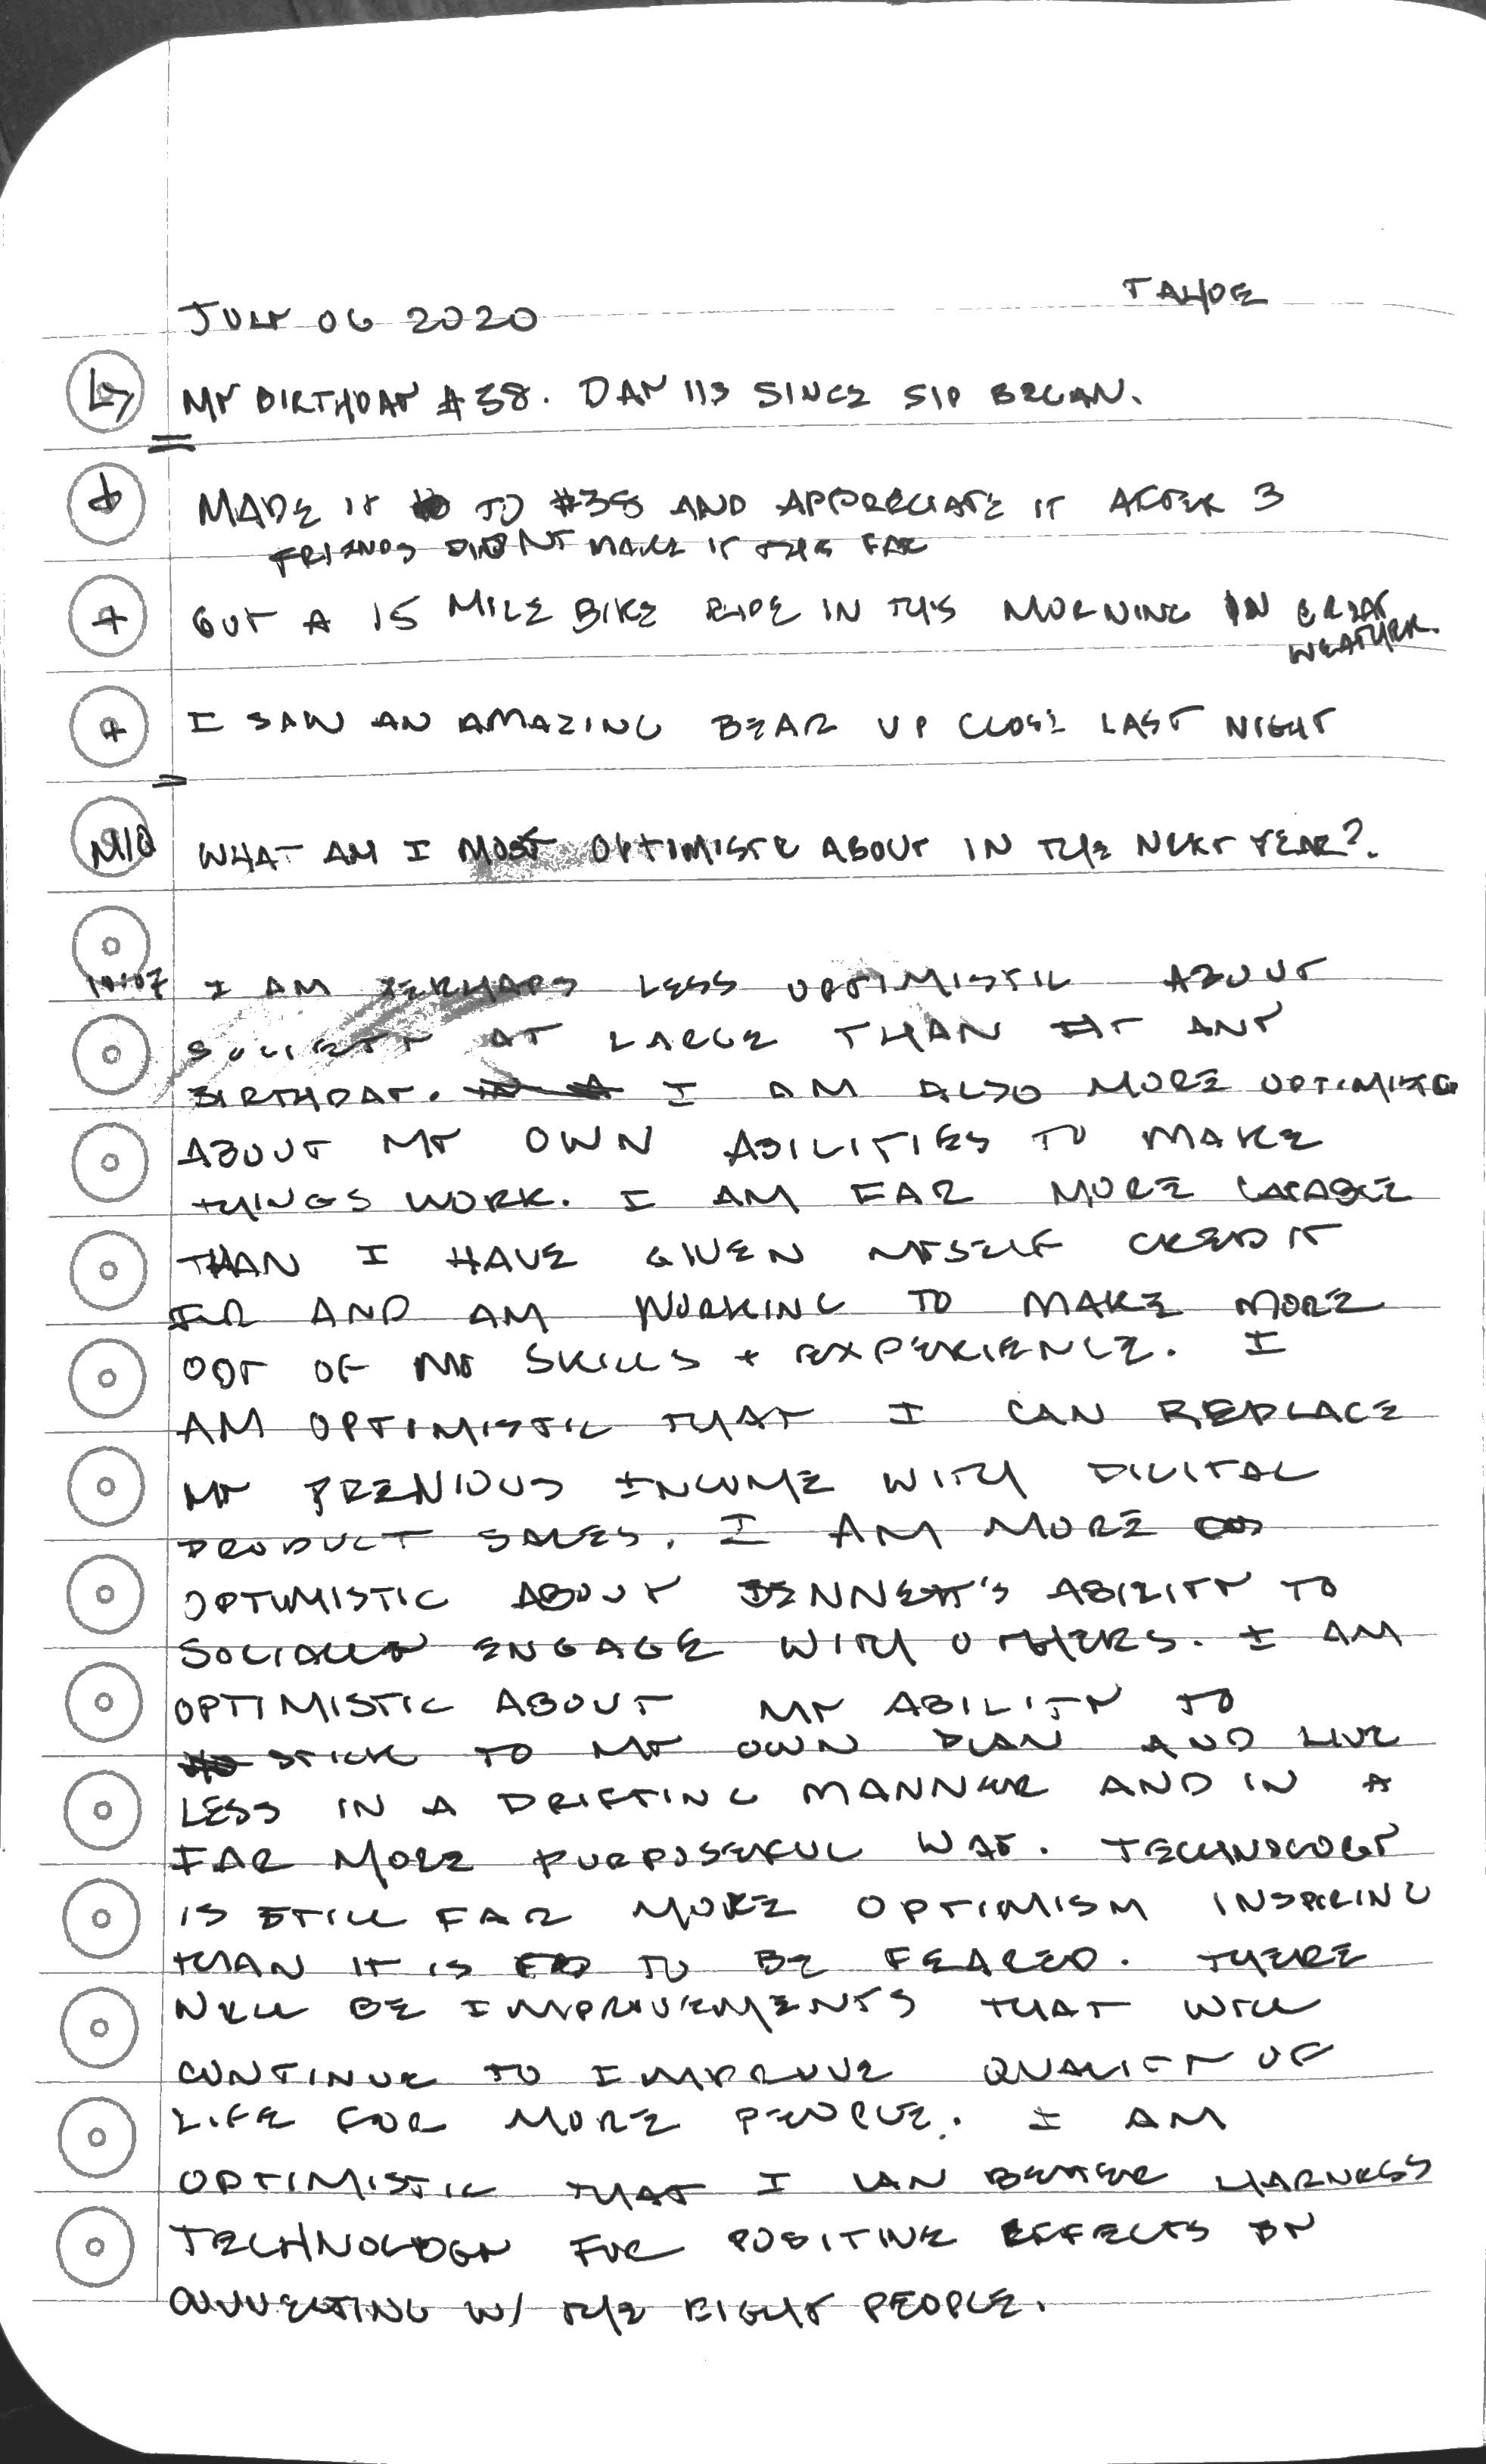 TAHOE
JULY 06 2020
MY BIRTHDAY #38. DAY 113 SINCE SIP BEGAN.
MADE IT TO #38 AND APPRECIATE IT AFTER 3
FRIENDS DIDN'T MAKE IT THIS FAR
GOT A 15 MILE BIKE RIDE IN THIS MORNING IN GREAT
WEATHER.
I SAW AN AMAZING BEAR UP CLOSE LAST NIGHT
MIQ WHAT AM I MOST OPTIMISTIC ABOUT IN THE NEXT YEAR?
10:07 I AM PERHAPS LESS OPTIMISTIC ABOUT
SOCIETY AT LARGE THAN AT ANY
BIRTHDAY. I AM ALSO MORE OPTIMISTIC
ABOUT MY OWN ABILITIES TO MAKE
THINGS WORK. I AM FAR MORE CAPABLE
THAN I HAVE GIVEN MYSELF CREDIT
FOR AND AM WORKING TO MAKE MORE
OUT OF MY SKILLS + EXPERIENCE. I
AM OPTIMISTIC THAT I CAN REPLACE
MY PREVIOUS INCOME WITH DIGITAL
PRODUCT SALES. I AM MORE
OPTIMISTIC ABOUT BENNETT'S ABILITY TO
SOCIALLY ENGAGE WITH OTHERS. I AM
OPTIMISTIC ABOUT MY ABILITY TO
STICK TO MY OWN PLAN AND LIVE
LESS IN A DRIFTING MANNER AND IN A
FAR MORE PURPOSEFUL WAY. TECHNOLOGY
IS STILL FAR MORE OPTIMISM INSPIRING
THAN IT IS TO BE FEARED. THERE
WILL BE IMPROVEMENTS THAT WILL
CONTINUE TO IMPROVE QUALITY OF
LIFE FOR MORE PEOPLE. I AM
OPTIMISTIC THAT I CAN BETTER HARNESS
TECHNOLOGY FOR POSITIVE EFFECTS BY
CONNECTING W/ THE RIGHT PEOPLE.